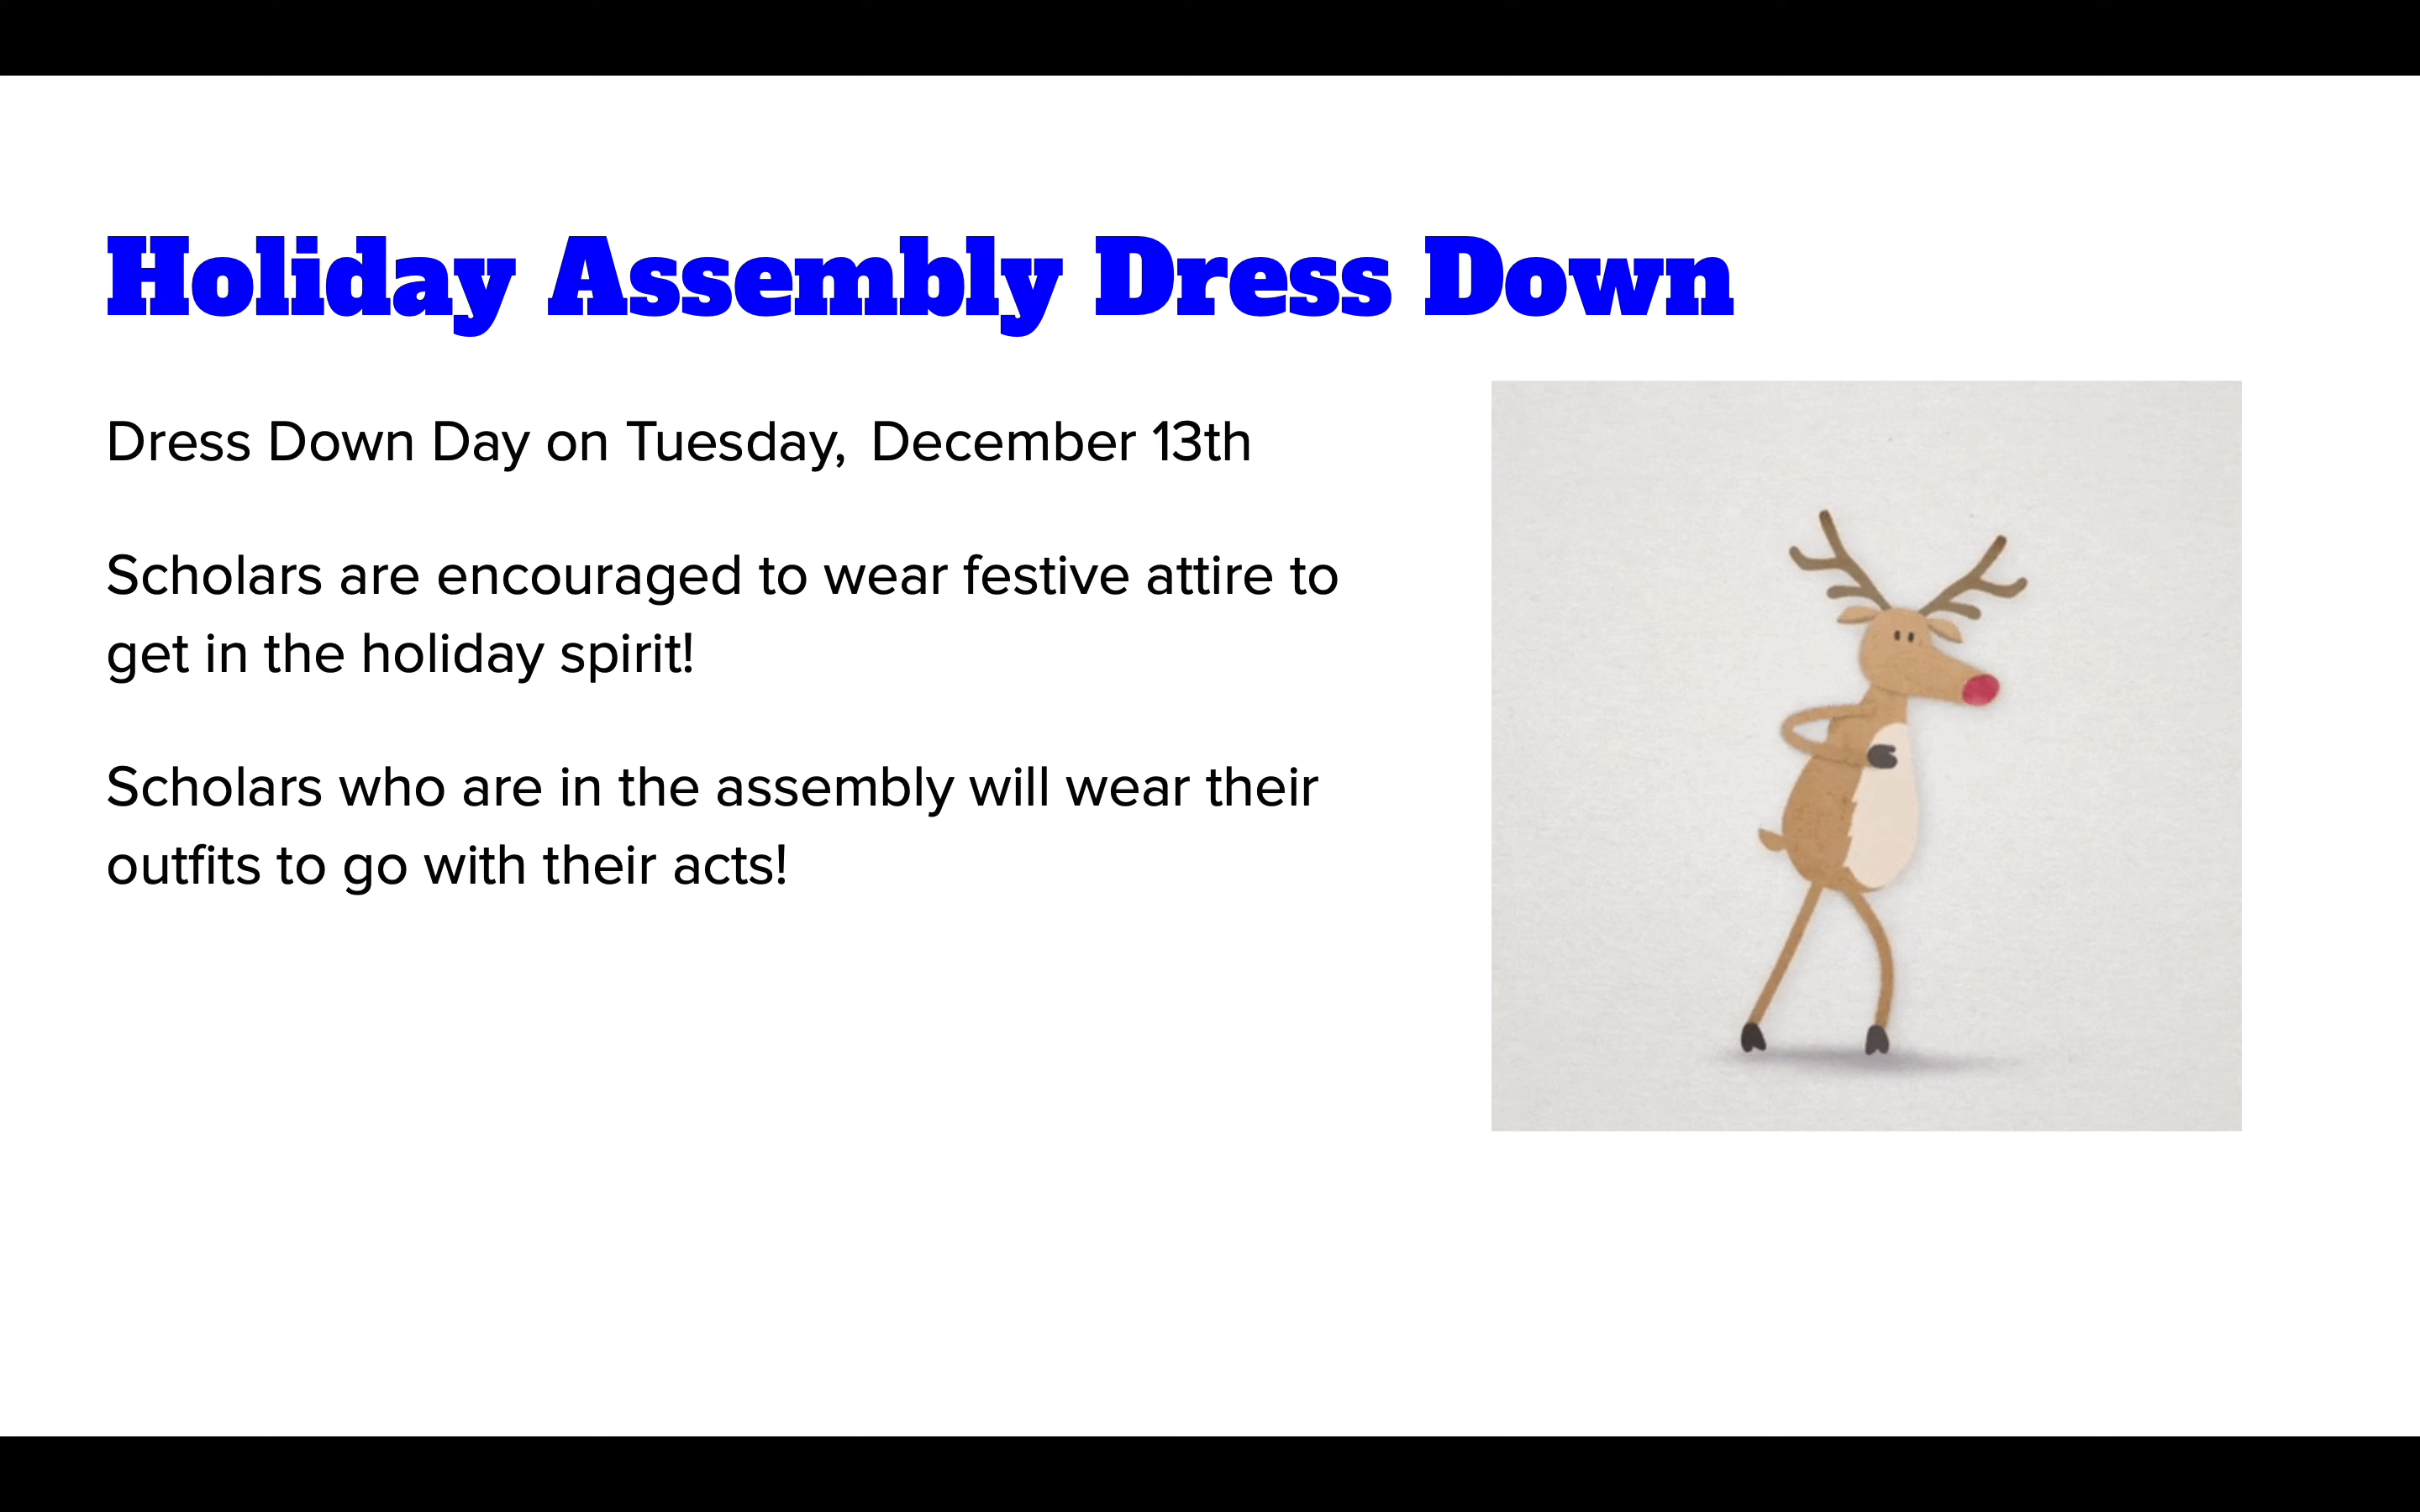 Holiday Assembly Dress Down
Dress Down Day on Tuesday, December 13th
Scholars are encouraged to wear festive attire to
get in the holiday spirit!
Scholars who are in the assembly will wear their
outfits to go with their acts!